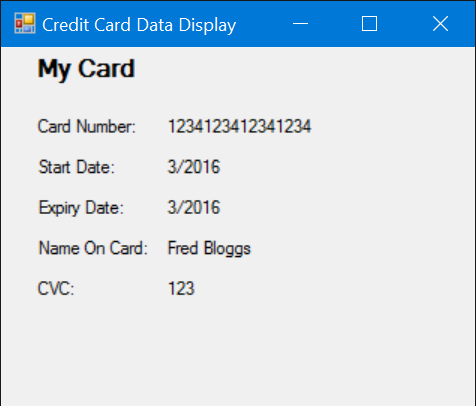 Credit Card Data Display
My Card
Card Number: 1234123412341234
Start Date: 3/2016
Expiry Date: 3/2016
Name On Card: Fred Bloggs
CVC: 123